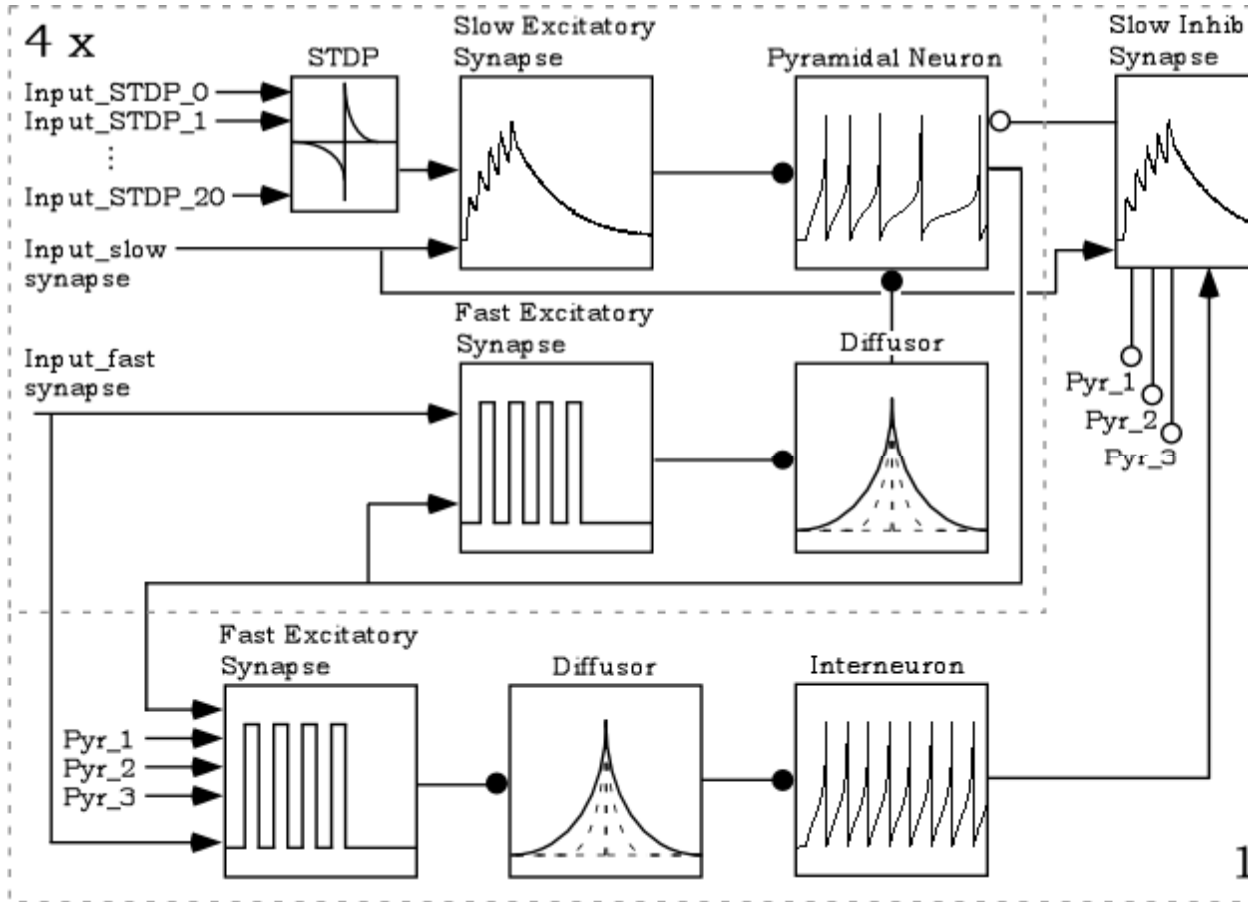 4 x
STDP
Input_STDP_0
Input_STDP_1
⋮
Input_STDP_20
Input_slow
synapse
Slow Excitatory
Synapse
Pyramidal Neuron
Slow Inhib
Synapse
Input_fast
synapse
Fast Excitatory
Synapse
Diffusor
Pyr_1
Pyr_2
Pyr_3
Fast Excitatory
Synapse
Diffusor
Interneuron
Pyr_1
Pyr_2
Pyr_3
1